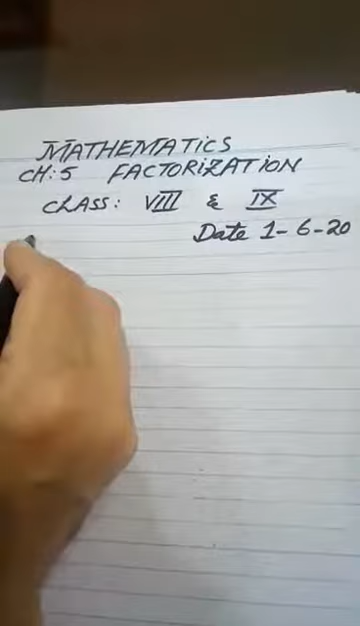 MATHEMATICS
CH:5 FACTORIZATION
CLASS: VIII & IX
Date 1-6-20